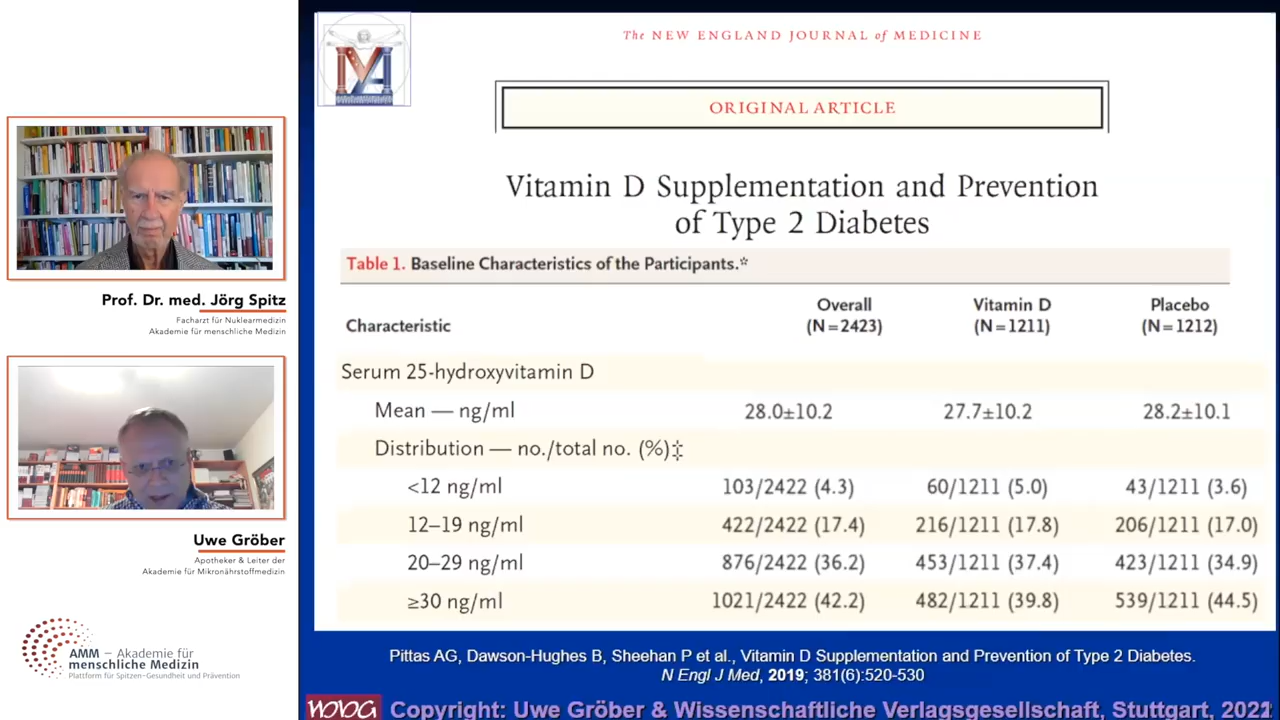 Prof. Dr. med. Jörg Spitz
Facarzt für Nuklearmedizin
Akademie für menschliche Medizin
Uwe Gröber
Apotheker & Leiter der
Akademie für Mikronährstoffmedizin
AMM – Akademie für
menschliche Medizin
Plattform für Spitzen-Gesundheit und Prävention
The NEW ENGLAND JOURNAL of MEDICINE
ORIGINAL ARTICLE
Vitamin D Supplementation and Prevention
of Type 2 Diabetes
Table 1. Baseline Characteristics of the Participants.*
Characteristic Overall (N=2423) Vitamin D (N=1211) Placebo (N=1212)
Serum 25-hydroxyvitamin D
Mean — ng/ml 28.0±10.2 27.7±10.2 28.2±10.1
Distribution — no./total no. (%)‡
<12 ng/ml 103/2422 (4.3) 60/1211 (5.0) 43/1211 (3.6)
12–19 ng/ml 422/2422 (17.4) 216/1211 (17.8) 206/1211 (17.0)
20–29 ng/ml 876/2422 (36.2) 453/1211 (37.4) 423/1211 (34.9)
≥30 ng/ml 1021/2422 (42.2) 482/1211 (39.8) 539/1211 (44.5)
Pittas AG, Dawson-Hughes B, Sheehan P et al., Vitamin D Supplementation and Prevention of Type 2 Diabetes.
N Engl J Med, 2019; 381(6):520-530
Copyright: Uwe Gröber & Wissenschaftliche Verlagsgesellschaft, Stuttgart, 2021